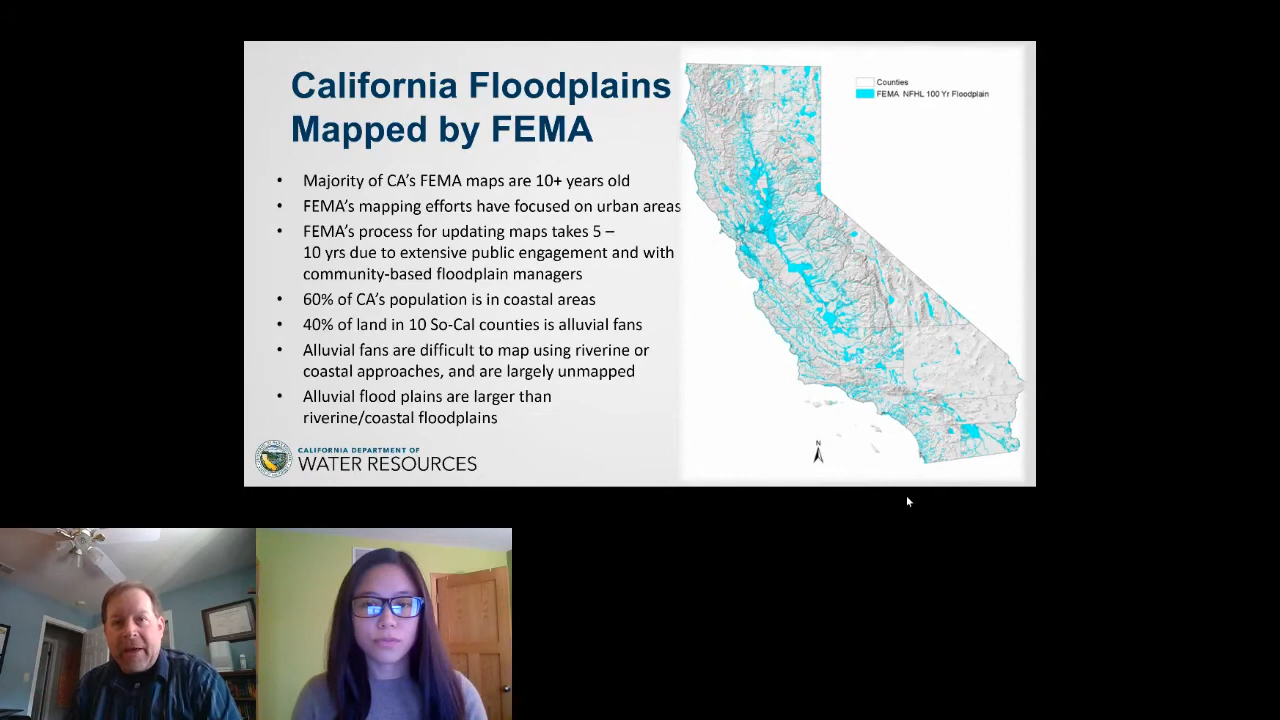 California Floodplains
Mapped by FEMA
• Majority of CA's FEMA maps are 10+ years old
• FEMA's mapping efforts have focused on urban areas
• FEMA's process for updating maps takes 5 –
10 yrs due to extensive public engagement and with
community-based floodplain managers
• 60% of CA's population is in coastal areas
• 40% of land in 10 So-Cal counties is alluvial fans
• Alluvial fans are difficult to map using riverine or
coastal approaches, and are largely unmapped
• Alluvial flood plains are larger than
riverine/coastal floodplains
CALIFORNIA DEPARTMENT OF
WATER RESOURCES
Counties
FEMA NFHL 100 Yr Floodplain
N